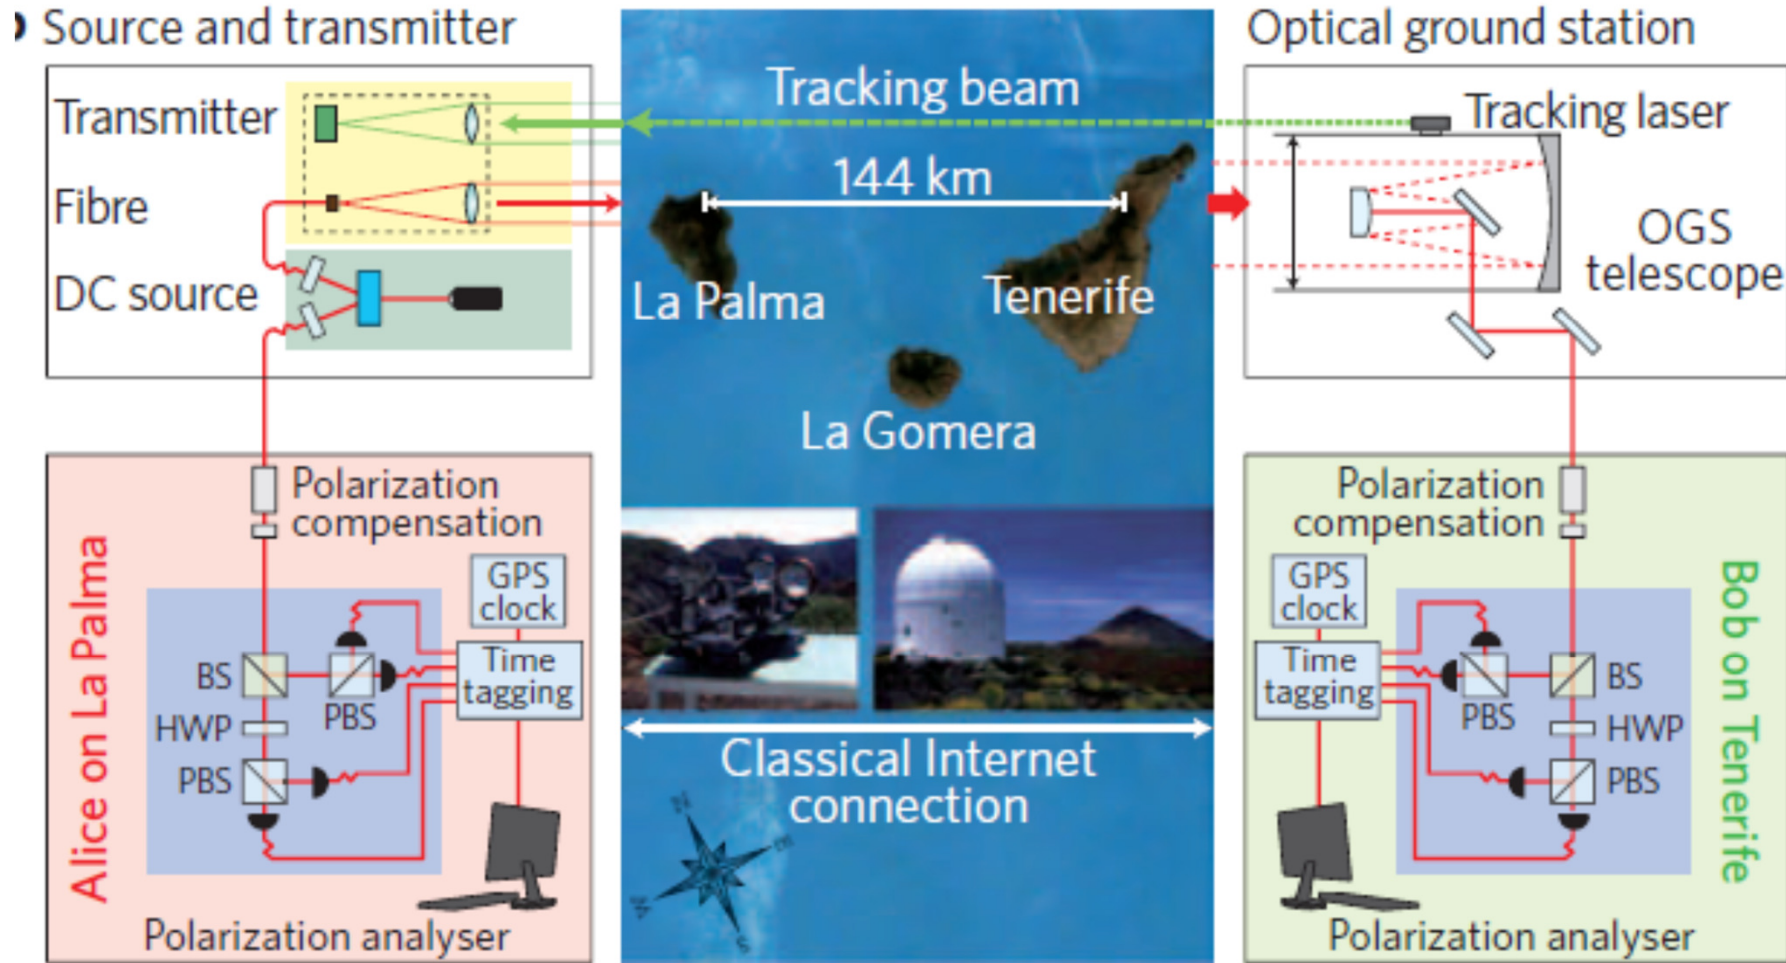 Source and transmitter
Transmitter
Fibre
DC source
Tracking beam
144 km
La Palma
Tenerife
La Gomera
Optical ground station
Tracking laser
OGS
telescope
Alice on La Palma
Polarization
compensation
GPS
clock
Time
tagging
BS
PBS
HWP
PBS
Polarization analyser
Classical Internet
connection
N
S
Polarization
compensation
GPS
clock
Time
tagging
BS
PBS
HWP
PBS
Bob on Tenerife
Polarization analyser